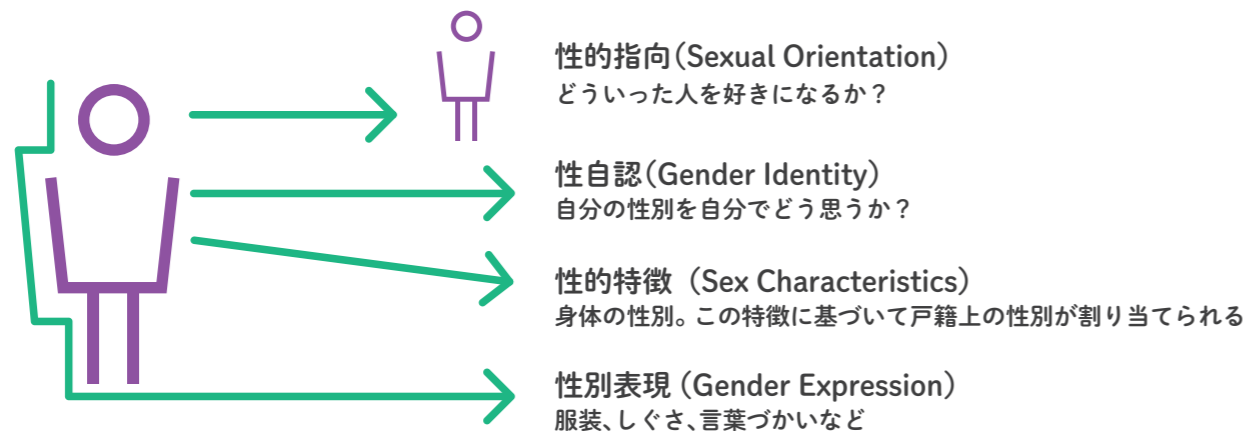 性的指向（Sexual Orientation）
どういった人を好きになるか？
性自認（Gender Identity）
自分の性別を自分でどう思うか？
性的特徴（Sex Characteristics）
身体の性別。この特徴に基づいて戸籍上の性別が割り当てられる
性別表現（Gender Expression）
服装、しぐさ、言葉づかいなど